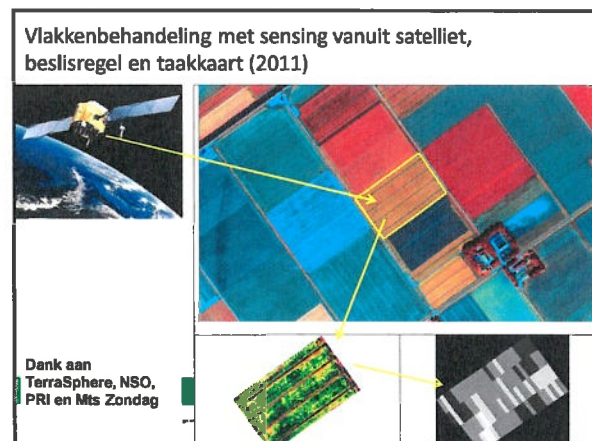 Vlakkenbehandeling met sensing vanuit satelliet,
beslisregel en taakkaart (2011)
Dank aan
TerraSphere, NSO,
PRI en Mts Zondag